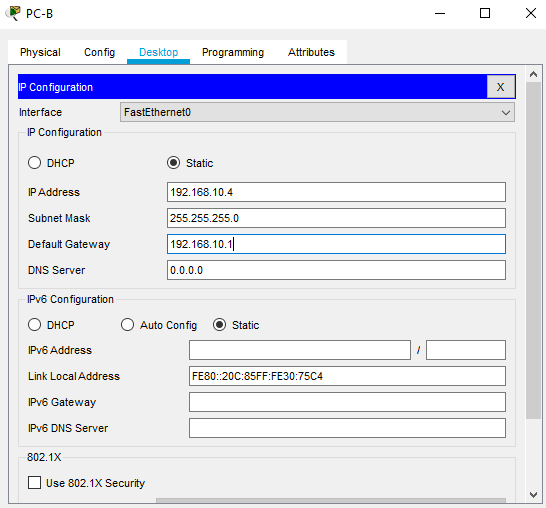 PC-B
Physical Config Desktop Programming Attributes
IP Configuration X
Interface FastEthernet0
IP Configuration
DHCP Static
IP Address 192.168.10.4
Subnet Mask 255.255.255.0
Default Gateway 192.168.10.1
DNS Server 0.0.0.0
IPv6 Configuration
DHCP Auto Config Static
IPv6 Address /
Link Local Address FE80::20C:85FF:FE30:75C4
IPv6 Gateway
IPv6 DNS Server
802.1X
Use 802.1X Security